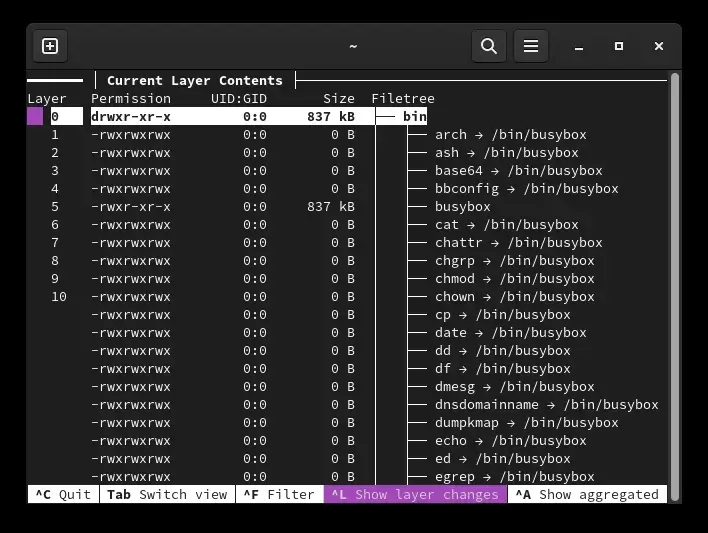 ~
Current Layer Contents
Layer Permission UID:GID Size Filetree
0 drwxr-xr-x 0:0 837 kB bin
1 -rwxrwxrwx 0:0 0 B arch → /bin/busybox
2 -rwxrwxrwx 0:0 0 B ash → /bin/busybox
3 -rwxrwxrwx 0:0 0 B base64 → /bin/busybox
4 -rwxrwxrwx 0:0 0 B bbconfig → /bin/busybox
5 -rwxr-xr-x 0:0 837 kB busybox
6 -rwxrwxrwx 0:0 0 B cat → /bin/busybox
7 -rwxrwxrwx 0:0 0 B chattr → /bin/busybox
8 -rwxrwxrwx 0:0 0 B chgrp → /bin/busybox
9 -rwxrwxrwx 0:0 0 B chmod → /bin/busybox
10 -rwxrwxrwx 0:0 0 B chown → /bin/busybox
-rwxrwxrwx 0:0 0 B cp → /bin/busybox
-rwxrwxrwx 0:0 0 B date → /bin/busybox
-rwxrwxrwx 0:0 0 B dd → /bin/busybox
-rwxrwxrwx 0:0 0 B df → /bin/busybox
-rwxrwxrwx 0:0 0 B dmesg → /bin/busybox
-rwxrwxrwx 0:0 0 B dnsdomainname → /bin/busybox
-rwxrwxrwx 0:0 0 B dumpkmap → /bin/busybox
-rwxrwxrwx 0:0 0 B echo → /bin/busybox
-rwxrwxrwx 0:0 0 B ed → /bin/busybox
-rwxrwxrwx 0:0 0 B egrep → /bin/busybox
^C Quit Tab Switch view ^F Filter ^L Show layer changes ^A Show aggregated